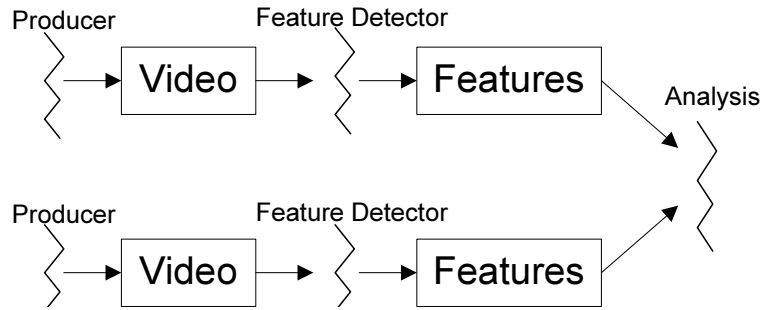 Producer
Feature Detector
Video
Features
Analysis
Producer
Feature Detector
Video
Features